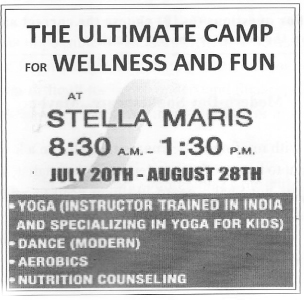 THE ULTIMATE CAMP
FOR WELLNESS AND FUN
AT
STELLA MARIS
8:30 A.M. - 1:30 P.M.
JULY 20TH - AUGUST 28TH
• YOGA (INSTRUCTOR TRAINED IN INDIA
AND SPECIALIZING IN YOGA FOR KIDS)
• DANCE (MODERN)
• AEROBICS
• NUTRITION COUNSELING